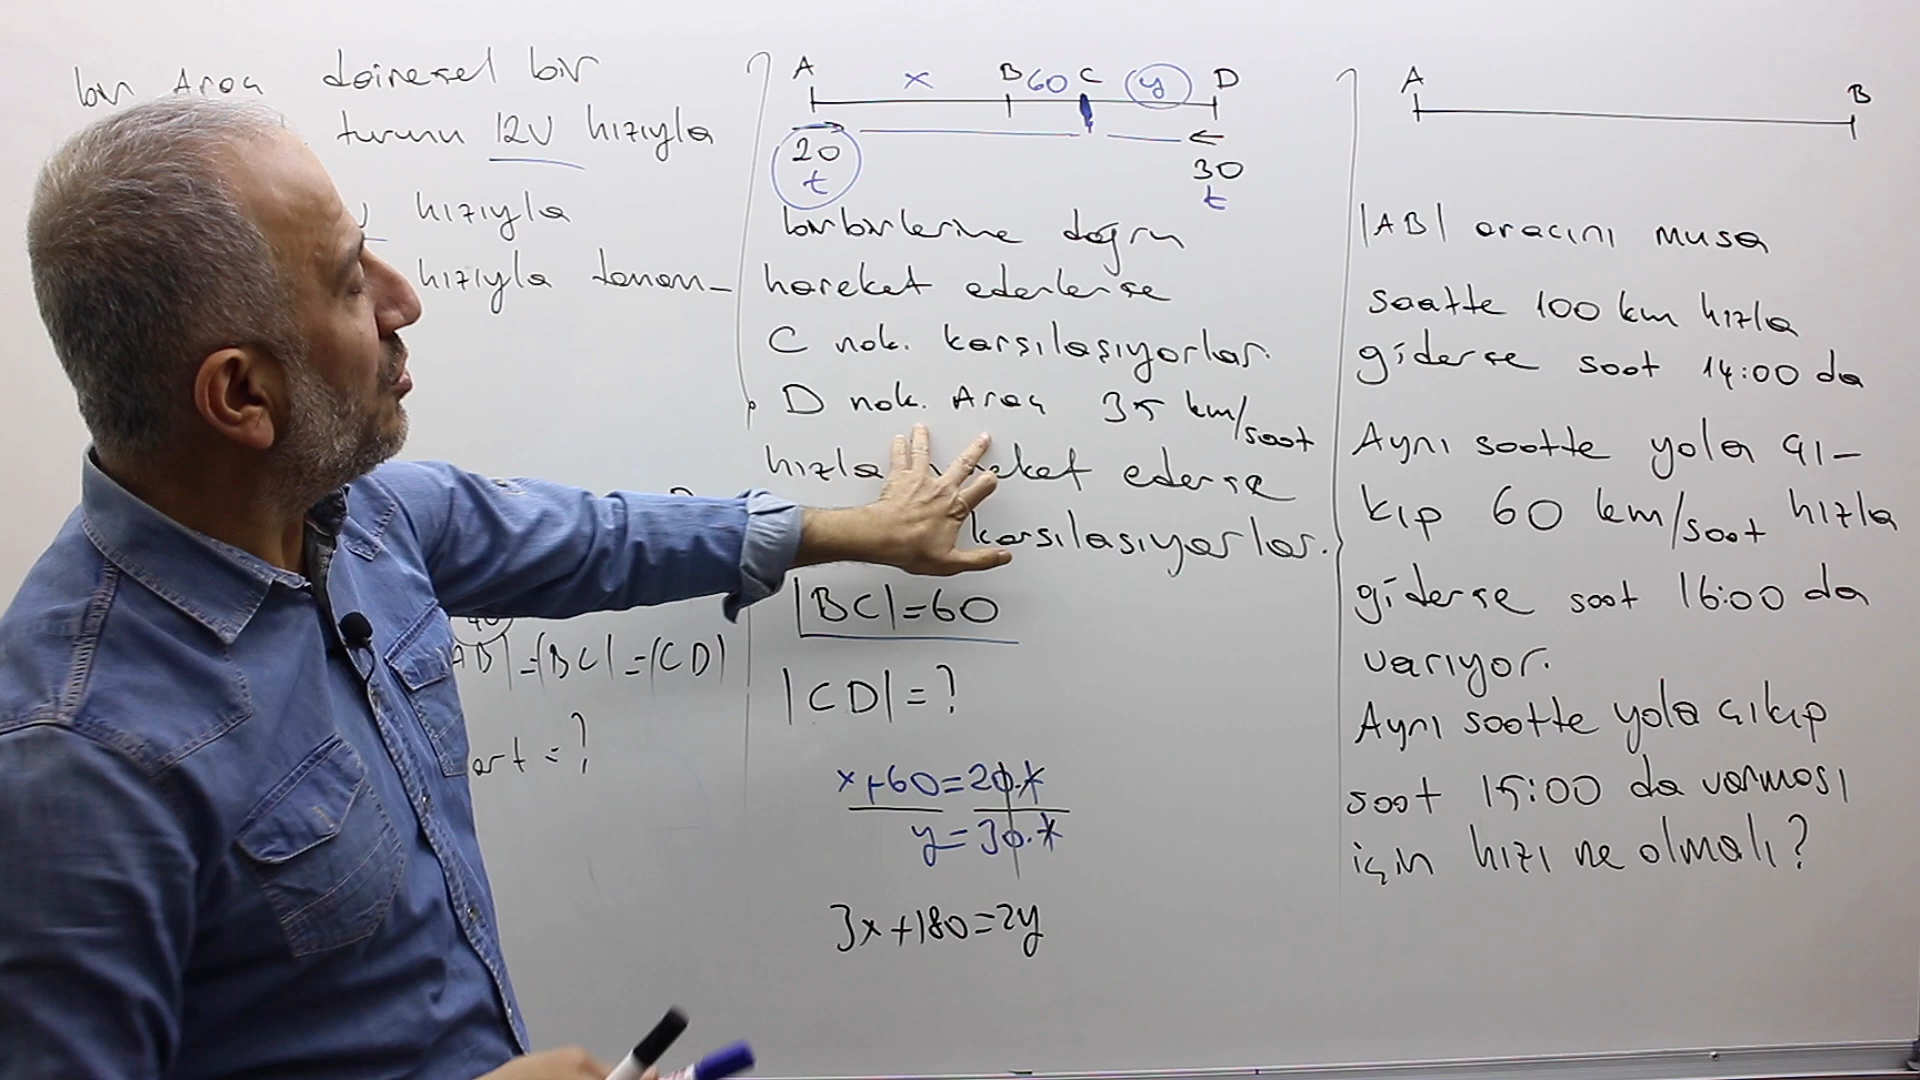 bir Araç dairesel bir
turunu 12V hızıyla
hızıyla
hızıyla taman-
|AB|=|BC|=|CD|
ort = ?
A x B 60 C y D
20 30
t t
birbirlerine doğru
hareket ederlerse
C nok. karşılaşıyorlar.
D nok. Araç 35 km/saat
hızla hareket ederse
karşılaşıyorlar.
|BC|=60
|CD|=?
x+60=20.t
y=30.t
3x+180=2y
A B
|AB| aracını musa
saatte 100 km hızla
giderse saat 14:00 da
Aynı saatte yola çı-
kıp 60 km/saat hızla
giderse saat 16:00 da
varıyor.
Aynı saatte yola çıkıp
saat 15:00 da varması
için hızı ne olmalı?